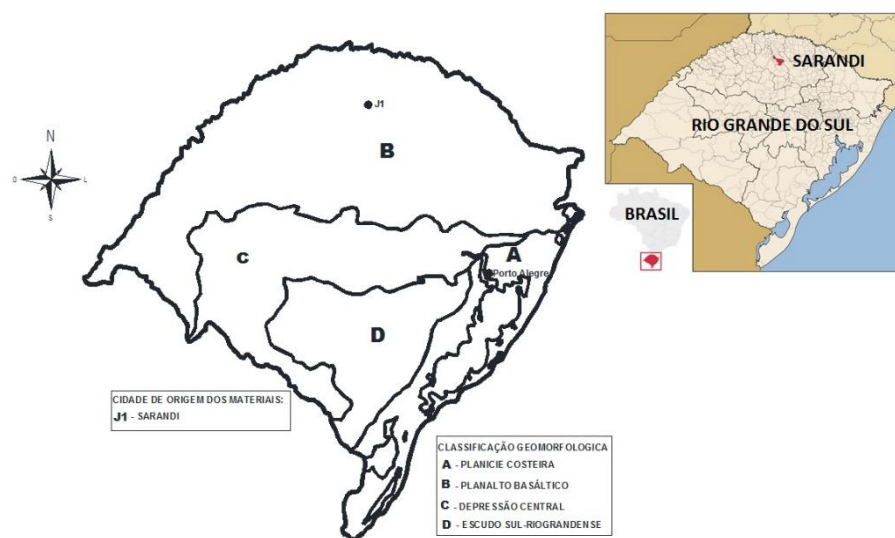 J1
B
N
O
L
S
C
A
Porto Alegre
D
CIDADE DE ORIGEM DOS MATERIAIS:
J1 - SARANDI
CLASSIFICAÇÃO GEOMORFOLOGICA
A - PLANICIE COSTEIRA
B - PLANALTO BASÁLTICO
C - DEPRESSÃO CENTRAL
D - ESCUDO SUL-RIOGRANDENSE
SARANDI
RIO GRANDE DO SUL
BRASIL